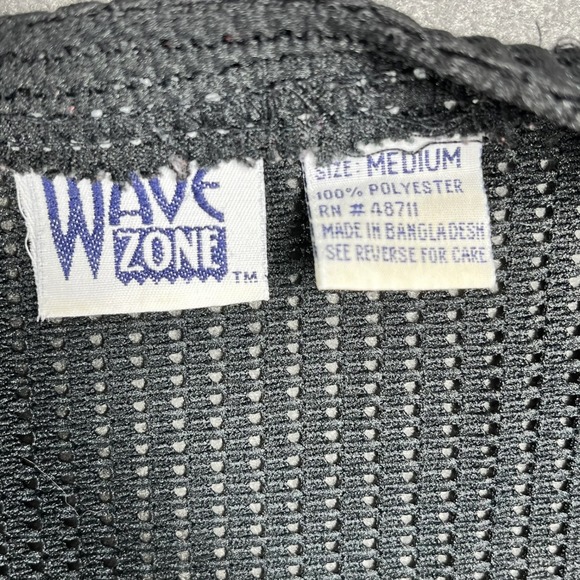 WAVE
ZONE
TM
SIZE: MEDIUM
100% POLYESTER
RN # 48711
MADE IN BANGLADESH
SEE REVERSE FOR CARE